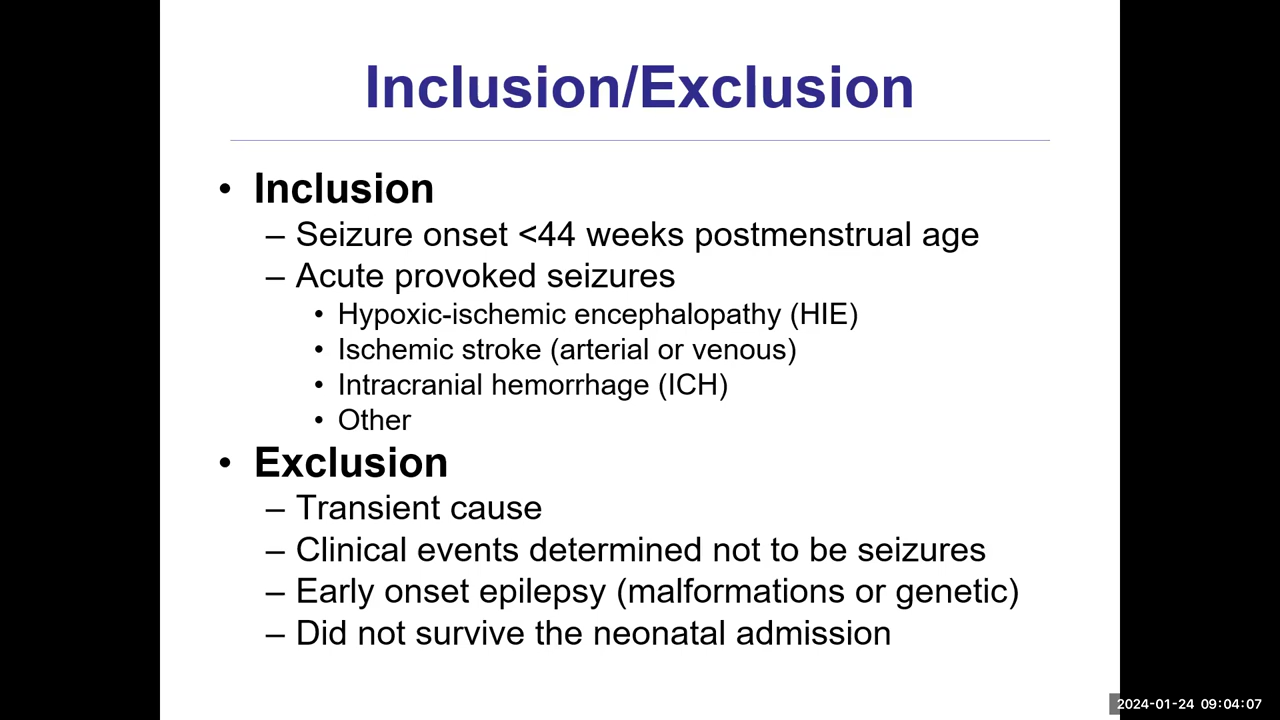 Inclusion/Exclusion
• Inclusion
– Seizure onset <44 weeks postmenstrual age
– Acute provoked seizures
• Hypoxic-ischemic encephalopathy (HIE)
• Ischemic stroke (arterial or venous)
• Intracranial hemorrhage (ICH)
• Other
• Exclusion
– Transient cause
– Clinical events determined not to be seizures
– Early onset epilepsy (malformations or genetic)
– Did not survive the neonatal admission
2024-01-24 09:04:07